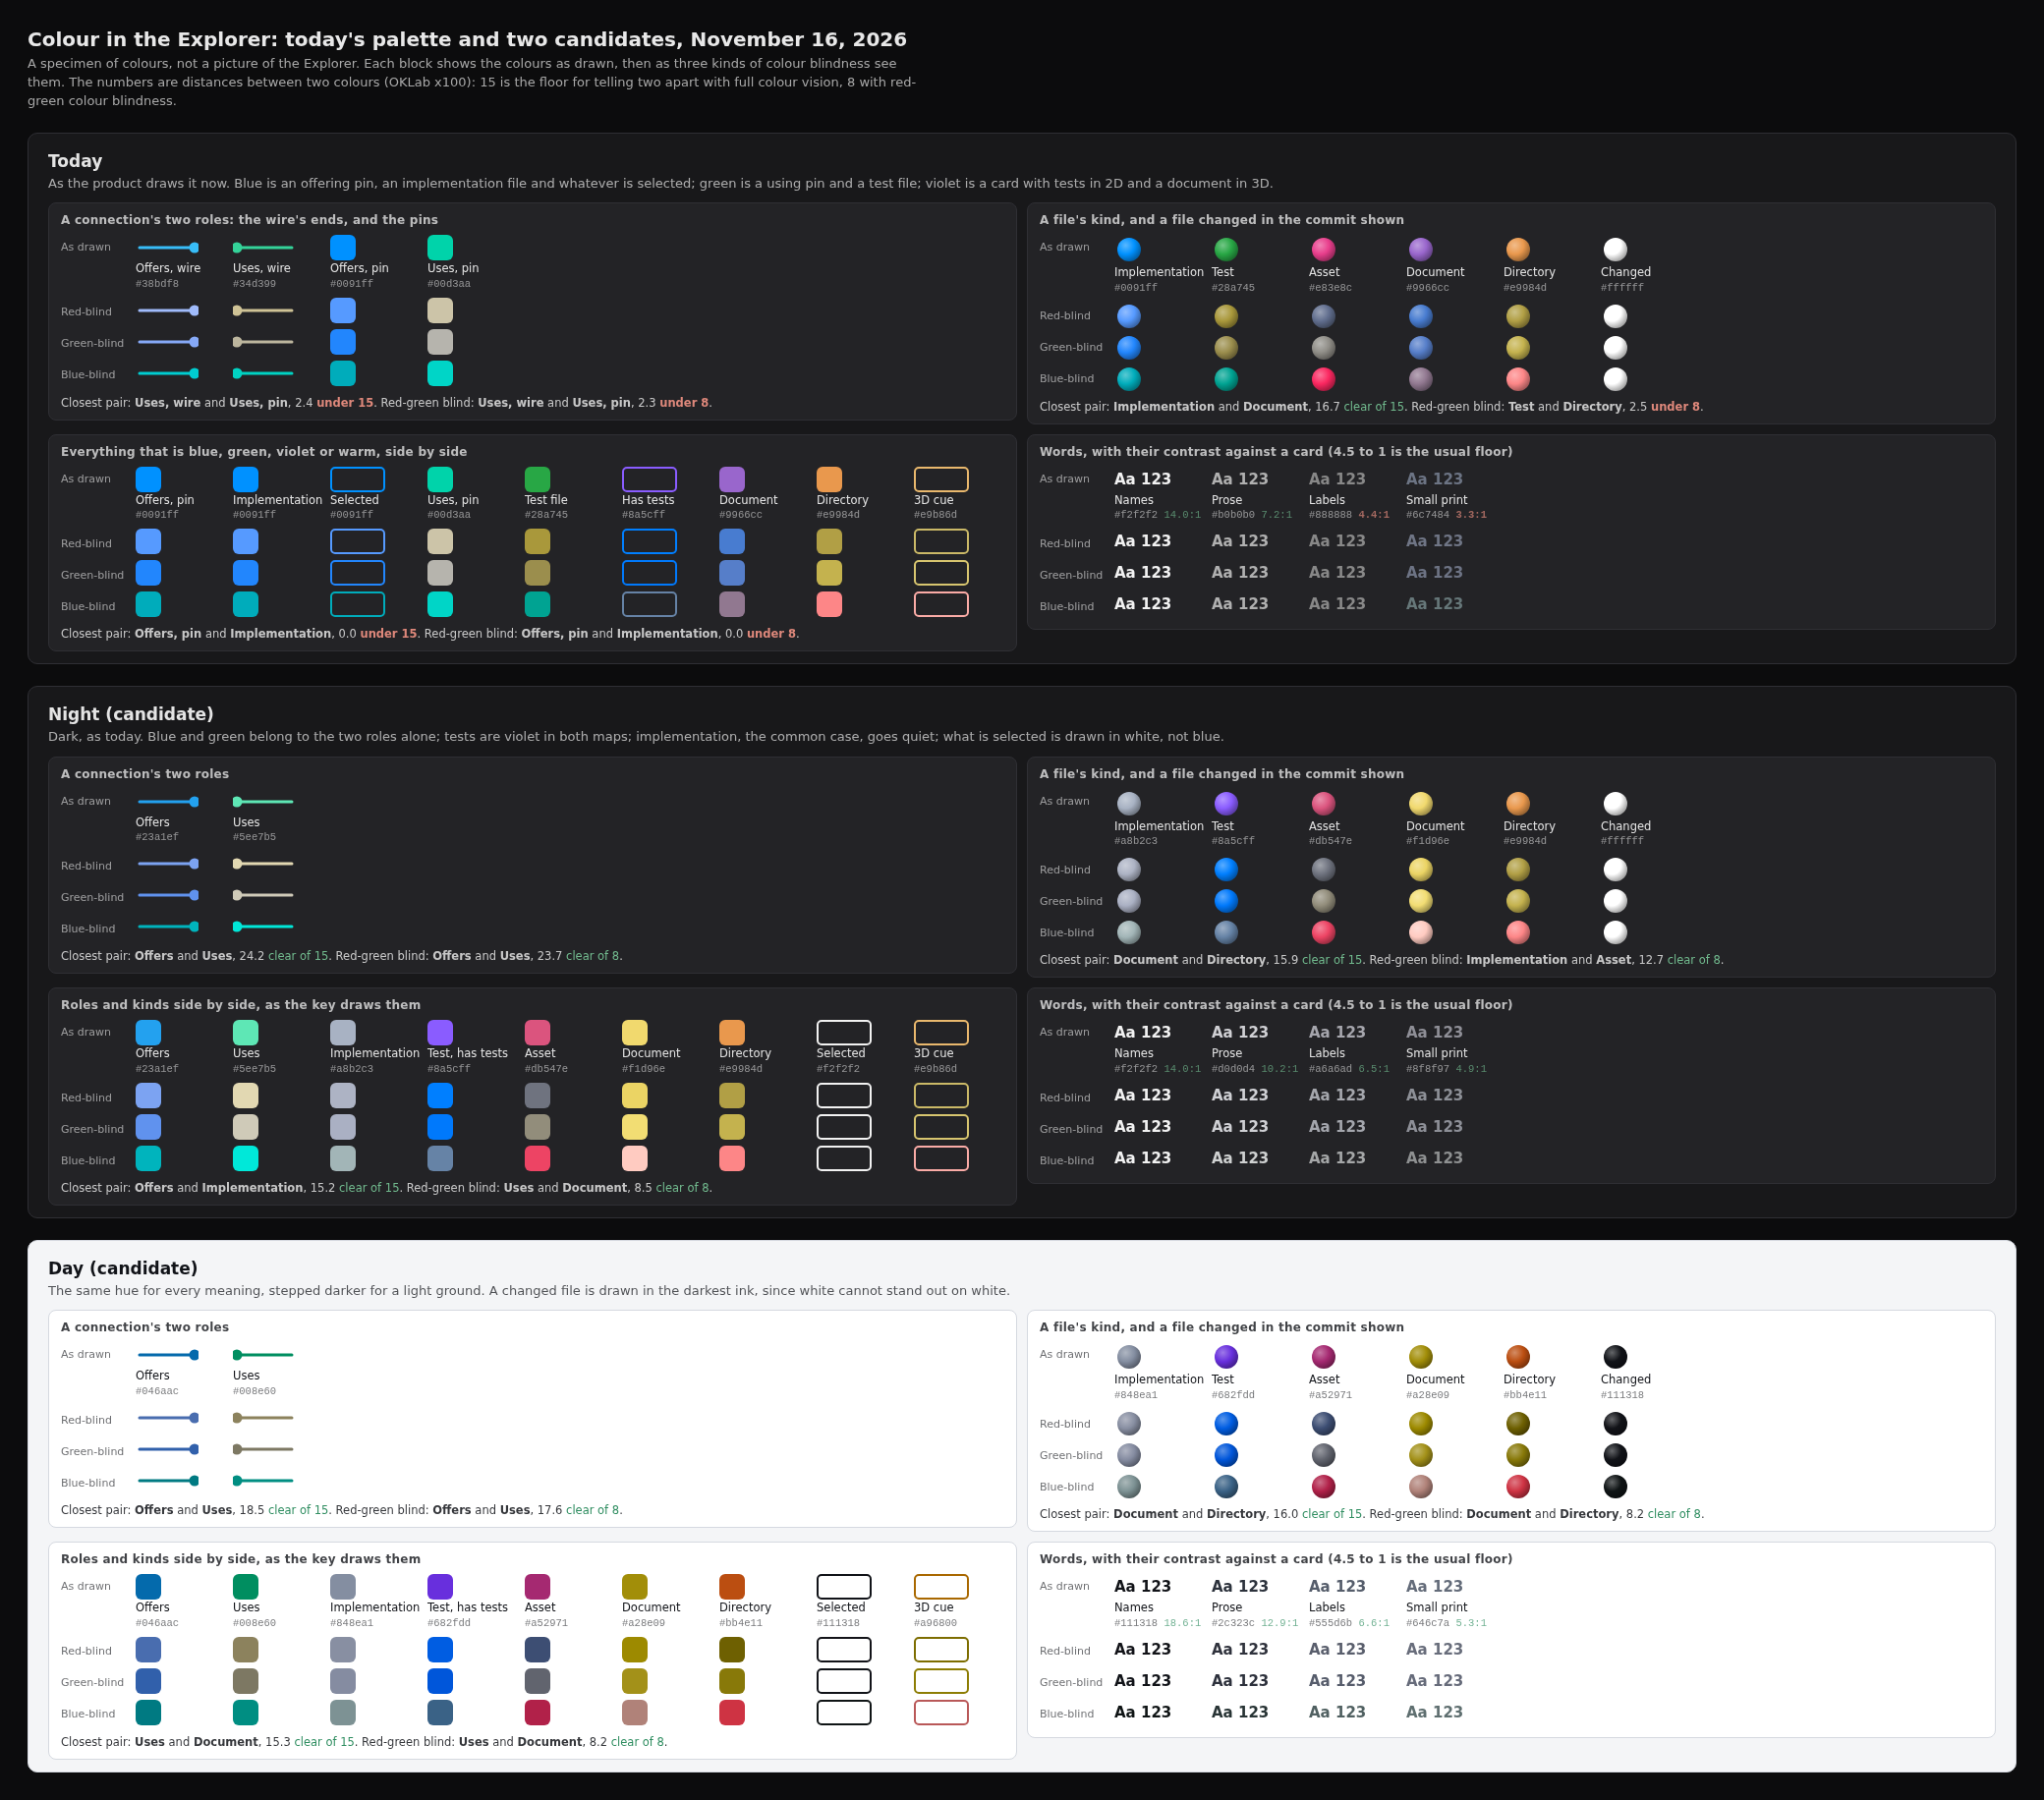 Colour in the Explorer: today's palette and two candidates, November 16, 2026
A specimen of colours, not a picture of the Explorer. Each block shows the colours as drawn, then as three kinds of colour blindness see
them. The numbers are distances between two colours (OKLab x100): 15 is the floor for telling two apart with full colour vision, 8 with red-
green colour blindness.
Today
As the product draws it now. Blue is an offering pin, an implementation file and whatever is selected; green is a using pin and a test file; violet is a card with tests in 2D and a document in 3D.
A connection's two roles: the wire's ends, and the pins
As drawn
Offers, wire Uses, wire Offers, pin Uses, pin
#38bdf8 #34d399 #0091ff #00d3aa
Red-blind
Green-blind
Blue-blind
Closest pair: Uses, wire and Uses, pin, 2.4 under 15. Red-green blind: Uses, wire and Uses, pin, 2.3 under 8.
A file's kind, and a file changed in the commit shown
As drawn
Implementation Test Asset Document Directory Changed
#0091ff #28a745 #e83e8c #9966cc #e9984d #ffffff
Red-blind
Green-blind
Blue-blind
Closest pair: Implementation and Document, 16.7 clear of 15. Red-green blind: Test and Directory, 2.5 under 8.
Everything that is blue, green, violet or warm, side by side
As drawn
Offers, pin Implementation Selected Uses, pin Test file Has tests Document Directory 3D cue
#0091ff #0091ff #0091ff #00d3aa #28a745 #8a5cff #9966cc #e9984d #e9b86d
Red-blind
Green-blind
Blue-blind
Closest pair: Offers, pin and Implementation, 0.0 under 15. Red-green blind: Offers, pin and Implementation, 0.0 under 8.
Words, with their contrast against a card (4.5 to 1 is the usual floor)
As drawn Aa 123 Aa 123 Aa 123 Aa 123
Names Prose Labels Small print
#f2f2f2 14.0:1 #b0b0b0 7.2:1 #888888 4.4:1 #6c7484 3.3:1
Red-blind Aa 123 Aa 123 Aa 123 Aa 123
Green-blind Aa 123 Aa 123 Aa 123 Aa 123
Blue-blind Aa 123 Aa 123 Aa 123 Aa 123
Night (candidate)
Dark, as today. Blue and green belong to the two roles alone; tests are violet in both maps; implementation, the common case, goes quiet; what is selected is drawn in white, not blue.
A connection's two roles
As drawn
Offers Uses
#23a1ef #5ee7b5
Red-blind
Green-blind
Blue-blind
Closest pair: Offers and Uses, 24.2 clear of 15. Red-green blind: Offers and Uses, 23.7 clear of 8.
A file's kind, and a file changed in the commit shown
As drawn
Implementation Test Asset Document Directory Changed
#a8b2c3 #8a5cff #db547e #f1d96e #e9984d #ffffff
Red-blind
Green-blind
Blue-blind
Closest pair: Document and Directory, 15.9 clear of 15. Red-green blind: Implementation and Asset, 12.7 clear of 8.
Roles and kinds side by side, as the key draws them
As drawn
Offers Uses Implementation Test, has tests Asset Document Directory Selected 3D cue
#23a1ef #5ee7b5 #a8b2c3 #8a5cff #db547e #f1d96e #e9984d #f2f2f2 #e9b86d
Red-blind
Green-blind
Blue-blind
Closest pair: Offers and Implementation, 15.2 clear of 15. Red-green blind: Uses and Document, 8.5 clear of 8.
Words, with their contrast against a card (4.5 to 1 is the usual floor)
As drawn Aa 123 Aa 123 Aa 123 Aa 123
Names Prose Labels Small print
#f2f2f2 14.0:1 #d0d0d4 10.2:1 #a6a6ad 6.5:1 #8f8f97 4.9:1
Red-blind Aa 123 Aa 123 Aa 123 Aa 123
Green-blind Aa 123 Aa 123 Aa 123 Aa 123
Blue-blind Aa 123 Aa 123 Aa 123 Aa 123
Day (candidate)
The same hue for every meaning, stepped darker for a light ground. A changed file is drawn in the darkest ink, since white cannot stand out on white.
A connection's two roles
As drawn
Offers Uses
#046aac #008e60
Red-blind
Green-blind
Blue-blind
Closest pair: Offers and Uses, 18.5 clear of 15. Red-green blind: Offers and Uses, 17.6 clear of 8.
A file's kind, and a file changed in the commit shown
As drawn
Implementation Test Asset Document Directory Changed
#848ea1 #682fdd #a52971 #a28e09 #bb4e11 #111318
Red-blind
Green-blind
Blue-blind
Closest pair: Document and Directory, 16.0 clear of 15. Red-green blind: Document and Directory, 8.2 clear of 8.
Roles and kinds side by side, as the key draws them
As drawn
Offers Uses Implementation Test, has tests Asset Document Directory Selected 3D cue
#046aac #008e60 #848ea1 #682fdd #a52971 #a28e09 #bb4e11 #111318 #a96800
Red-blind
Green-blind
Blue-blind
Closest pair: Uses and Document, 15.3 clear of 15. Red-green blind: Uses and Document, 8.2 clear of 8.
Words, with their contrast against a card (4.5 to 1 is the usual floor)
As drawn Aa 123 Aa 123 Aa 123 Aa 123
Names Prose Labels Small print
#111318 18.6:1 #2c323c 12.9:1 #555d6b 6.6:1 #646c7a 5.3:1
Red-blind Aa 123 Aa 123 Aa 123 Aa 123
Green-blind Aa 123 Aa 123 Aa 123 Aa 123
Blue-blind Aa 123 Aa 123 Aa 123 Aa 123